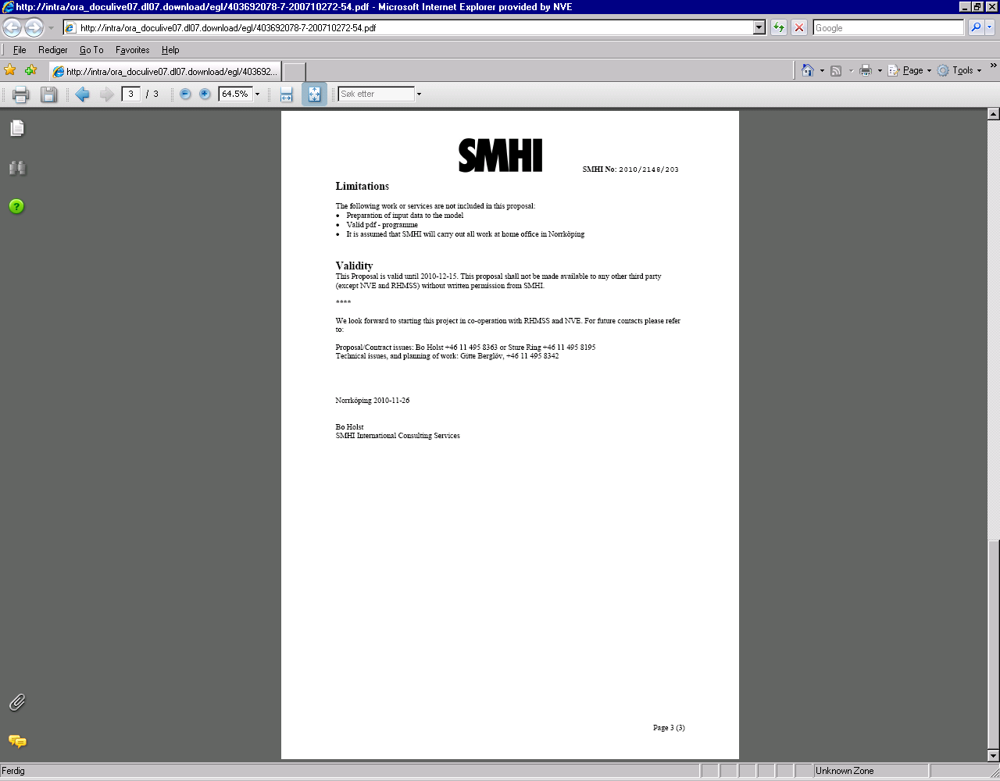 http://intra/ora_doculive07.dl07.download/egl/403692078-7-200710272-54.pdf - Microsoft Internet Explorer provided by NVE
http://intra/ora_doculive07.dl07.download/egl/403692078-7-200710272-54.pdf
Google
File Rediger Go To Favorites Help
http://intra/ora_doculive07.dl07.download/egl/403692...
Page Tools
3 / 3 64.5% Søk etter
SMHI
SMHI No: 2010/2148/203
Limitations
The following work or services are not included in this proposal:
• Preparation of input data to the model
• Valid pdf - programme
• It is assumed that SMHI will carry out all work at home office in Norrköping
Validity
This Proposal is valid until 2010-12-15. This proposal shall not be made available to any other third party
(except NVE and RHMSS) without written permission from SMHI.
****
We look forward to starting this project in co-operation with RHMSS and NVE. For future contacts please refer
to:
Proposal/Contract issues: Bo Holst +46 11 495 8363 or Sture Ring +46 11 495 8195
Technical issues, and planning of work: Gitte Berglöv, +46 11 495 8342
Norrköping 2010-11-26
Bo Holst
SMHI International Consulting Services
Page 3 (3)
Ferdig
Unknown Zone